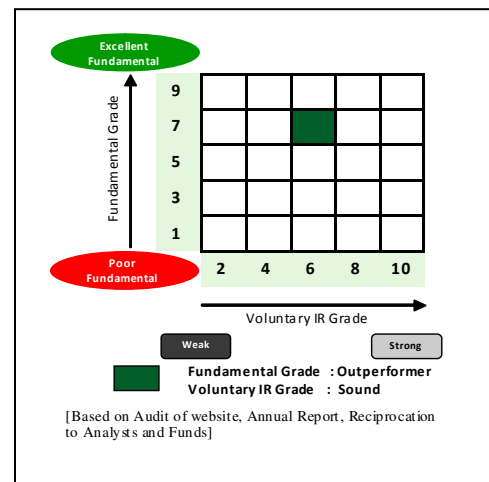 Excellent
Fundamental
Fundamental Grade
9
7
5
3
1
Poor
Fundamental
2 4 6 8 10
Voluntary IR Grade
Weak
Strong
Fundamental Grade : Outperformer
Voluntary IR Grade : Sound
[Based on Audit of website, Annual Report, Reciprocation
to Analysts and Funds]